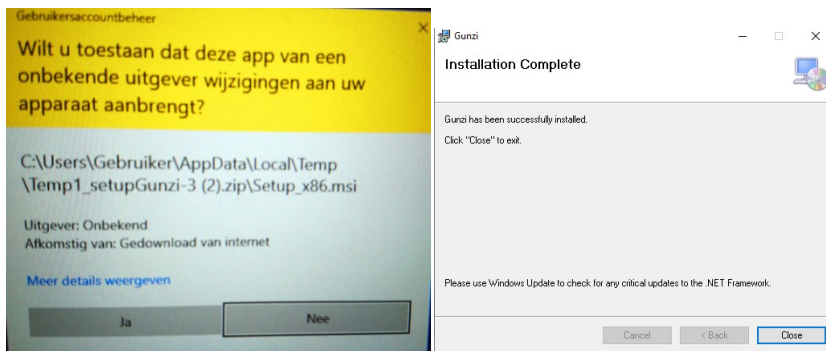 Gebruikersaccountbeheer
Wilt u toestaan dat deze app van een
onbekende uitgever wijzigingen aan uw
apparaat aanbrengt?
C:\Users\Gebruiker\AppData\Local\Temp
\Temp1_setupGunzi-3 (2).zip\Setup_x86.msi
Uitgever: Onbekend
Afkomstig van: Gedownload van internet
Meer details weergeven
Ja
Nee
Gunzi
Installation Complete
Gunzi has been successfully installed.
Click "Close" to exit.
Please use Windows Update to check for any critical updates to the .NET Framework.
Cancel
< Back
Close